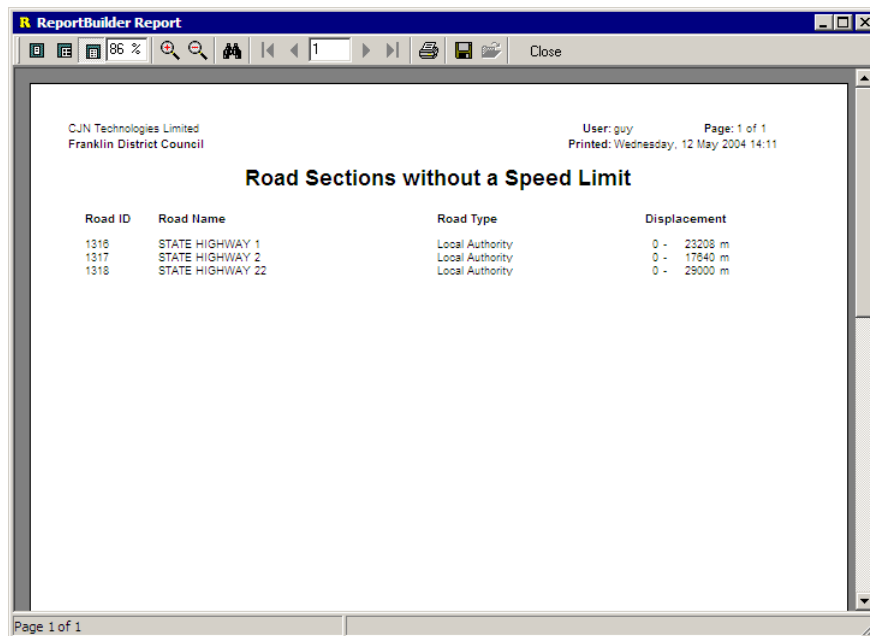 R ReportBuilder Report
86 % 1 Close
CJN Technologies Limited User: guy Page: 1 of 1
Franklin District Council Printed: Wednesday, 12 May 2004 14:11
Road Sections without a Speed Limit
Road ID Road Name Road Type Displacement
1316 STATE HIGHWAY 1 Local Authority 0 - 23208 m
1317 STATE HIGHWAY 2 Local Authority 0 - 17640 m
1318 STATE HIGHWAY 22 Local Authority 0 - 29000 m
Page 1 of 1